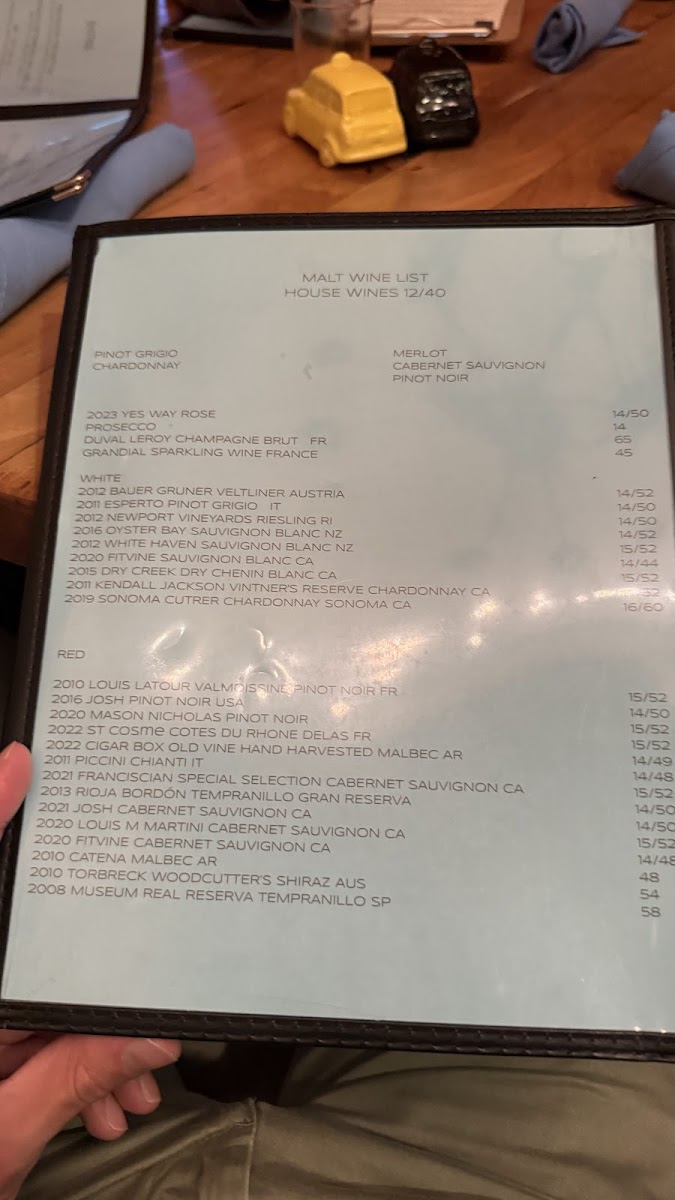 MALT WINE LIST
HOUSE WINES 12/40
PINOT GRIGIO
CHARDONNAY
MERLOT
CABERNET SAUVIGNON
PINOT NOIR
2023 YES WAY ROSE 14/50
PROSECCO 14
DUVAL LEROY CHAMPAGNE BRUT FR 65
GRANDIAL SPARKLING WINE FRANCE 45
WHITE
2012 BAUER GRUNER VELTLINER AUSTRIA 14/52
2011 ESPERTO PINOT GRIGIO IT 14/50
2012 NEWPORT VINEYARDS RIESLING RI 14/50
2016 OYSTER BAY SAUVIGNON BLANC NZ 14/52
2012 WHITE HAVEN SAUVIGNON BLANC NZ 15/52
2020 FITVINE SAUVIGNON BLANC CA 14/44
2015 DRY CREEK DRY CHENIN BLANC CA 15/52
2011 KENDALL JACKSON VINTNER'S RESERVE CHARDONNAY CA
2019 SONOMA CUTRER CHARDONNAY SONOMA CA 16/60
RED
2010 LOUIS LATOUR VALMOISSINE PINOT NOIR FR 15/52
2016 JOSH PINOT NOIR USA 14/50
2020 MASON NICHOLAS PINOT NOIR 15/52
2022 ST COSME COTES DU RHONE DELAS FR 15/52
2022 CIGAR BOX OLD VINE HAND HARVESTED MALBEC AR 14/49
2011 PICCINI CHIANTI IT 14/48
2021 FRANCISCIAN SPECIAL SELECTION CABERNET SAUVIGNON CA 15/52
2013 RIOJA BORDÓN TEMPRANILLO GRAN RESERVA 14/50
2021 JOSH CABERNET SAUVIGNON CA 14/50
2020 LOUIS M MARTINI CABERNET SAUVIGNON CA 15/52
2020 FITVINE CABERNET SAUVIGNON CA 14/48
2010 CATENA MALBEC AR 48
2010 TORBRECK WOODCUTTER'S SHIRAZ AUS 54
2008 MUSEUM REAL RESERVA TEMPRANILLO SP 58